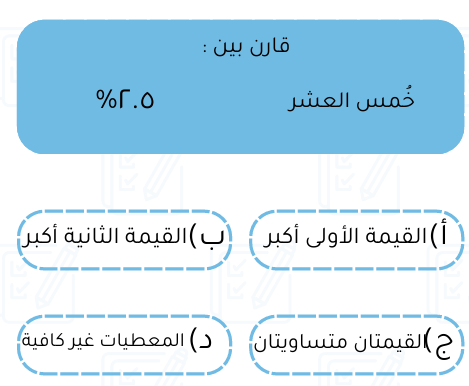 قارن بين :
خُمس العشر
٢.٥%
أ) القيمة الأولى أكبر
ب) القيمة الثانية أكبر
ج) القيمتان متساويتان
د) المعطيات غير كافية